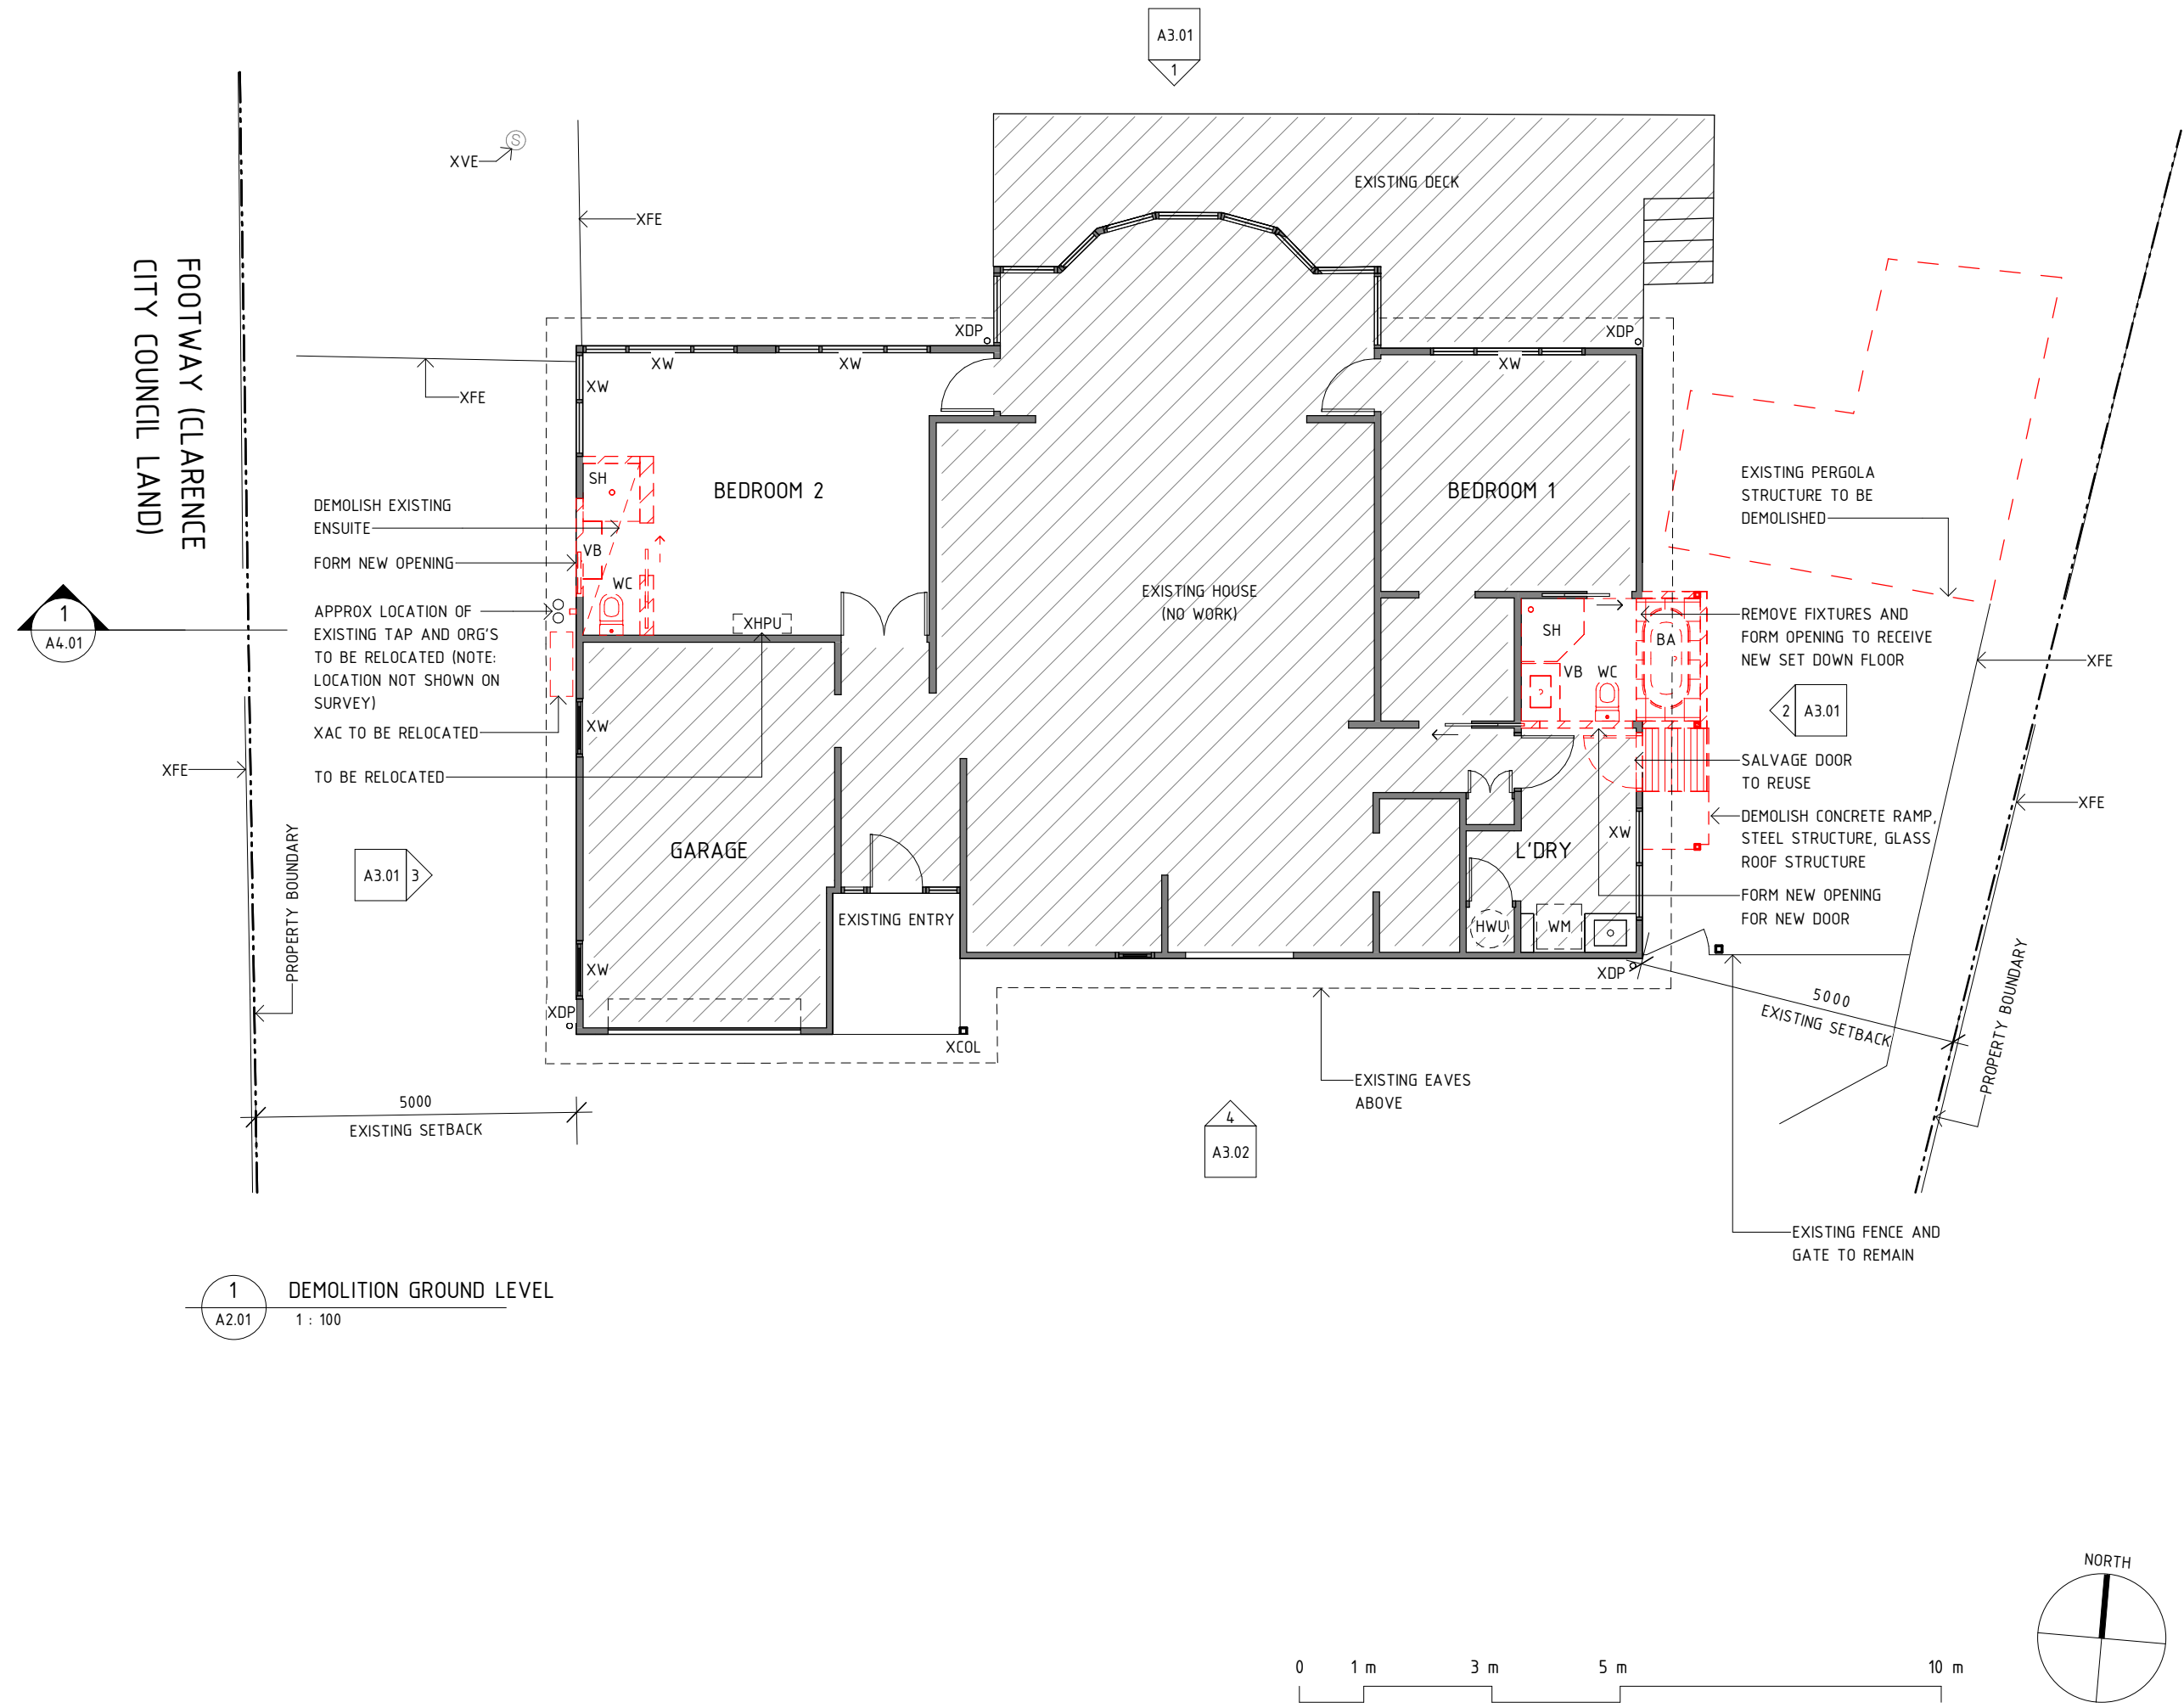 A3.01
1
XVE
S
XFE
EXISTING DECK
FOOTWAY (CLARENCE
CITY COUNCIL LAND)
XDP
XDP
XW
XW
XW
XW
XFE
SH
BEDROOM 2
BEDROOM 1
EXISTING PERGOLA
STRUCTURE TO BE
DEMOLISHED
DEMOLISH EXISTING
ENSUITE
VB
FORM NEW OPENING
WC
EXISTING HOUSE
(NO WORK)
1
A4.01
APPROX LOCATION OF
EXISTING TAP AND ORG'S
TO BE RELOCATED (NOTE:
LOCATION NOT SHOWN ON
SURVEY)
XHPU
SH
BA
VB
WC
REMOVE FIXTURES AND
FORM OPENING TO RECEIVE
NEW SET DOWN FLOOR
XFE
2
A3.01
XW
XAC TO BE RELOCATED
XFE
TO BE RELOCATED
SALVAGE DOOR
TO REUSE
XFE
DEMOLISH CONCRETE RAMP,
STEEL STRUCTURE, GLASS
ROOF STRUCTURE
XW
GARAGE
L'DRY
A3.01
3
PROPERTY BOUNDARY
FORM NEW OPENING
FOR NEW DOOR
EXISTING ENTRY
HWU
WM
XW
XDP
XDP
XCOL
5000
EXISTING SETBACK
PROPERTY BOUNDARY
EXISTING EAVES
ABOVE
5000
EXISTING SETBACK
4
A3.02
EXISTING FENCE AND
GATE TO REMAIN
1
A2.01
DEMOLITION GROUND LEVEL
1 : 100
NORTH
0 1 m 3 m 5 m 10 m